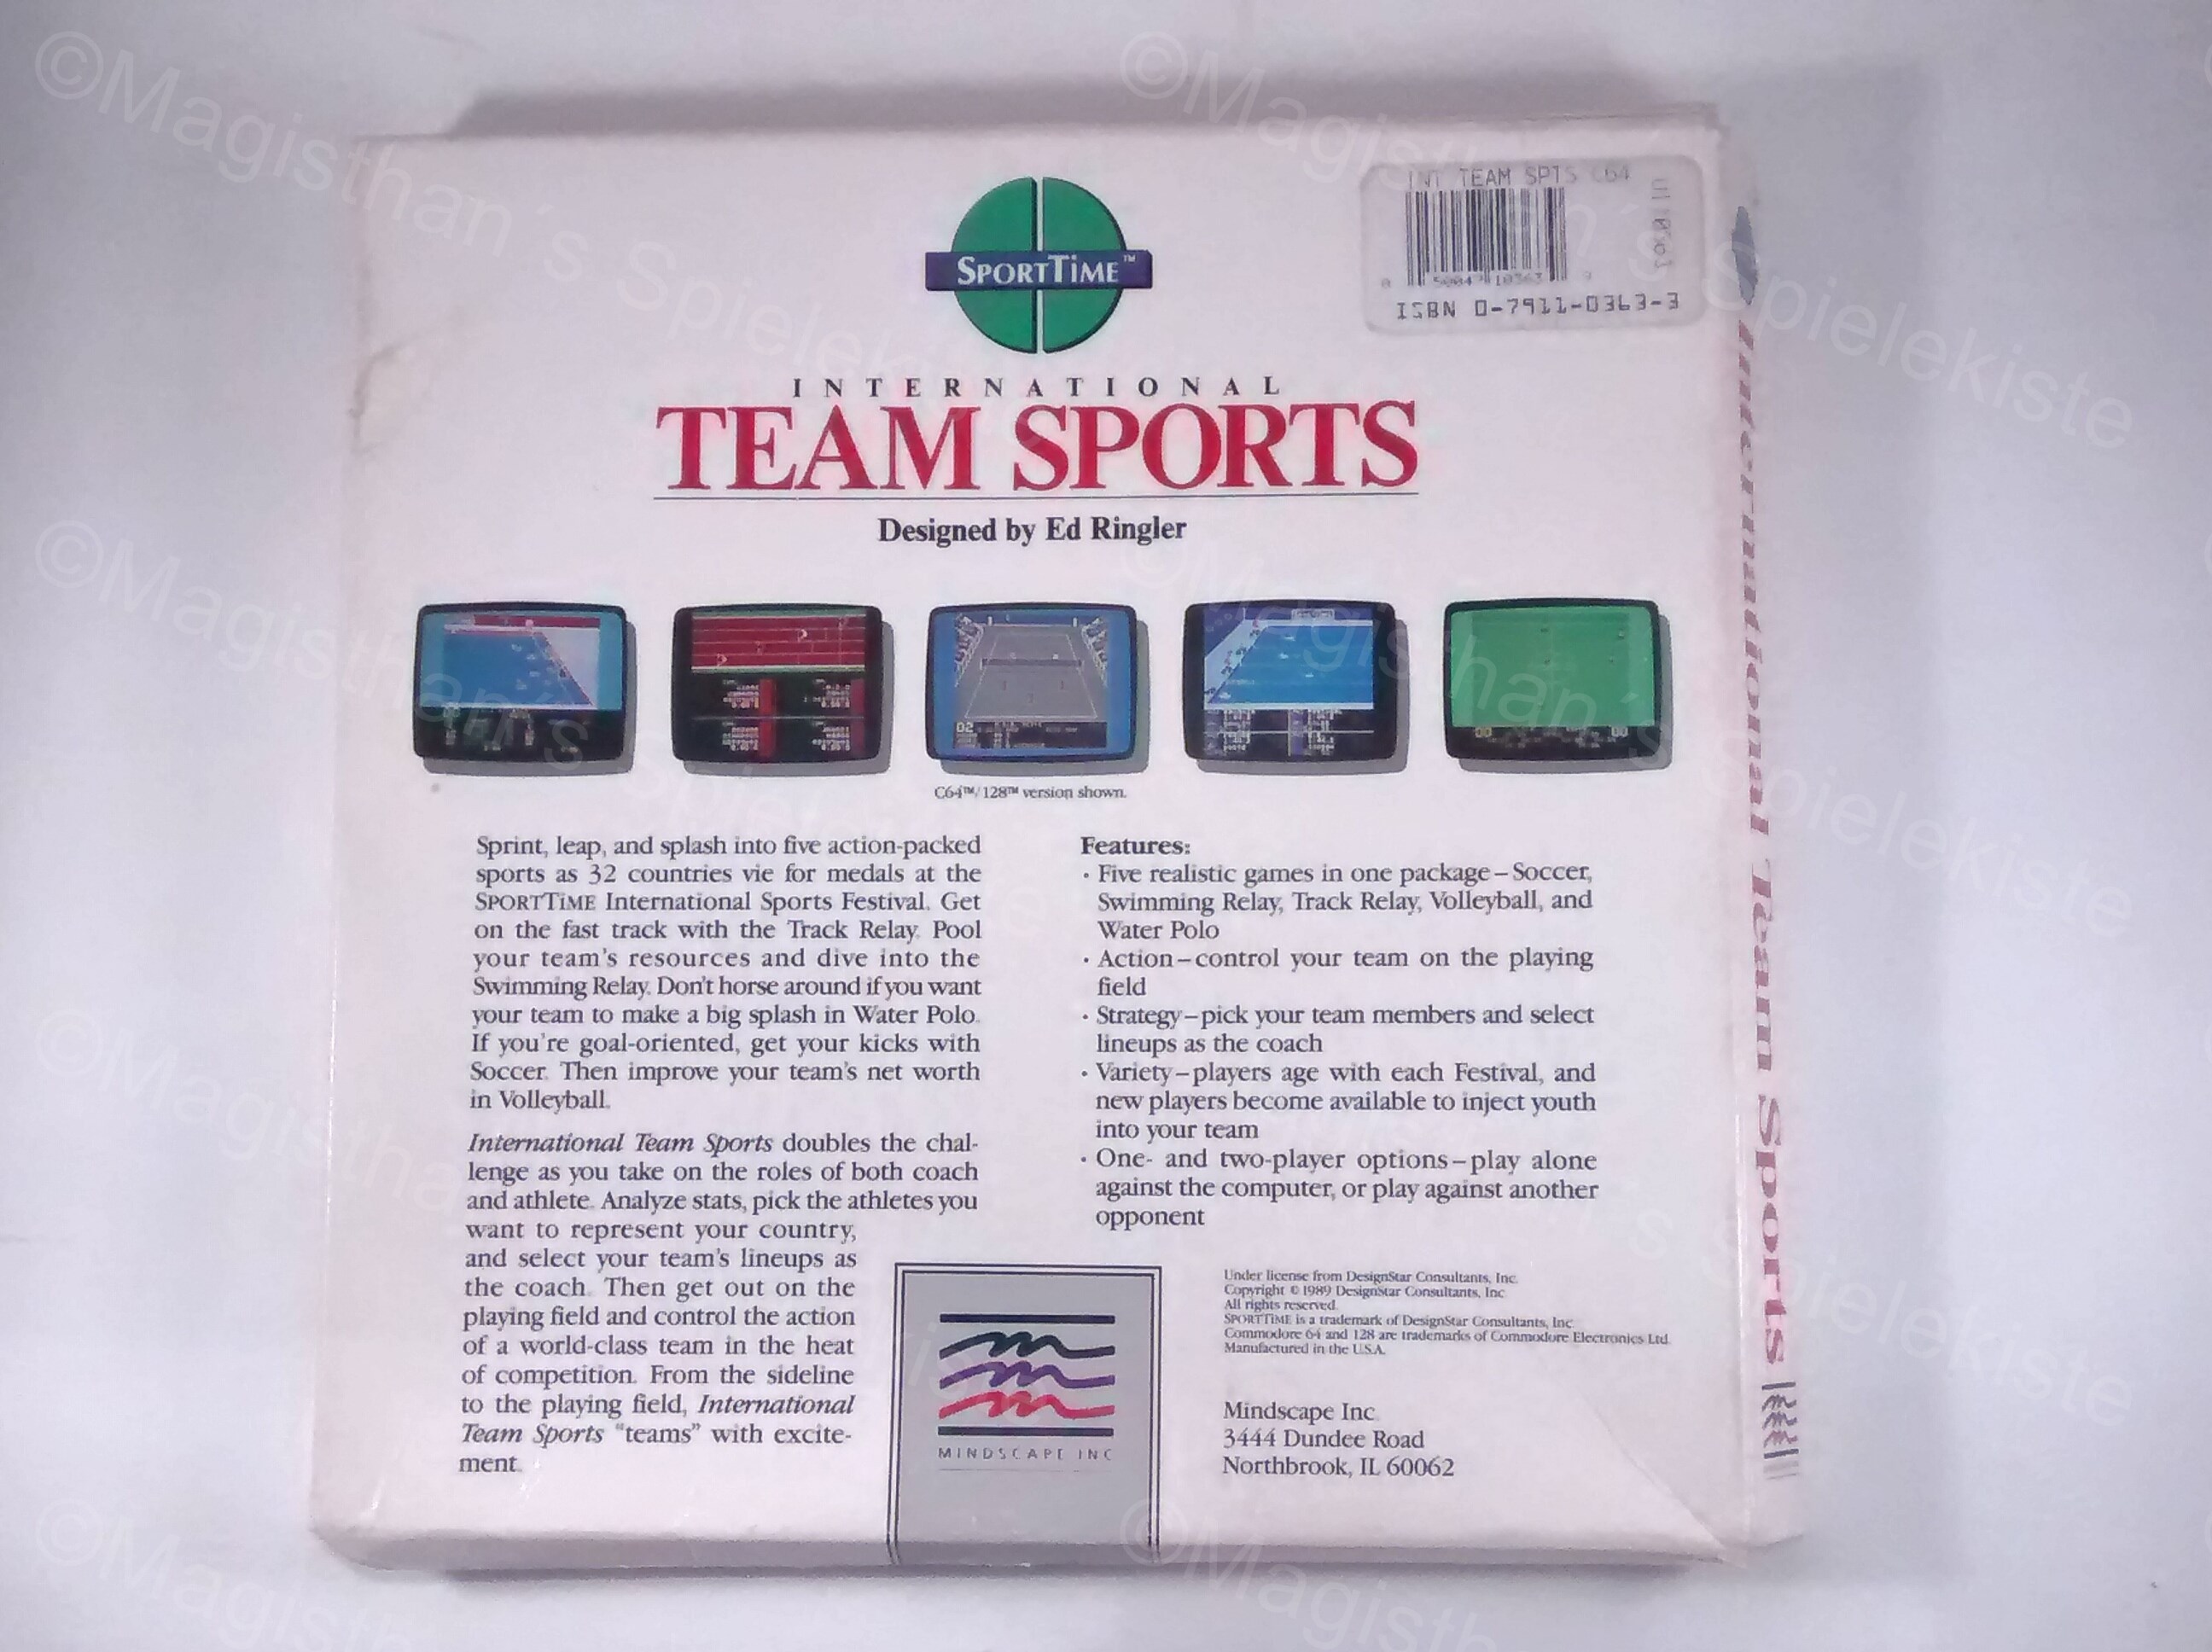 INT TEAM SPTS C64
0 50047 10363 9
ISBN 0-7911-0363-3
SPORTTIME™
INTERNATIONAL
TEAM SPORTS
Designed by Ed Ringler
C64™/128™ version shown.
Sprint, leap, and splash into five action-packed
sports as 32 countries vie for medals at the
SPORTTIME International Sports Festival. Get
on the fast track with the Track Relay. Pool
your team's resources and dive into the
Swimming Relay. Don't horse around if you want
your team to make a big splash in Water Polo.
If you're goal-oriented, get your kicks with
Soccer. Then improve your team's net worth
in Volleyball.
International Team Sports doubles the chal-
lenge as you take on the roles of both coach
and athlete. Analyze stats, pick the athletes you
want to represent your country,
and select your team's lineups as
the coach. Then get out on the
playing field and control the action
of a world-class team in the heat
of competition. From the sideline
to the playing field, International
Team Sports "teams" with excite-
ment.
Features:
· Five realistic games in one package – Soccer,
Swimming Relay, Track Relay, Volleyball, and
Water Polo
· Action – control your team on the playing
field
· Strategy – pick your team members and select
lineups as the coach
· Variety – players age with each Festival, and
new players become available to inject youth
into your team
· One- and two-player options – play alone
against the computer, or play against another
opponent
MINDSCAPE INC
Under license from DesignStar Consultants, Inc.
Copyright © 1989 DesignStar Consultants, Inc.
All rights reserved.
SPORTTIME is a trademark of DesignStar Consultants, Inc.
Commodore 64 and 128 are trademarks of Commodore Electronics Ltd.
Manufactured in the U.S.A.
Mindscape Inc.
3444 Dundee Road
Northbrook, IL 60062
International Team Sports
©Magisthan´s Spielekiste
©Magisthan´s Spielekiste